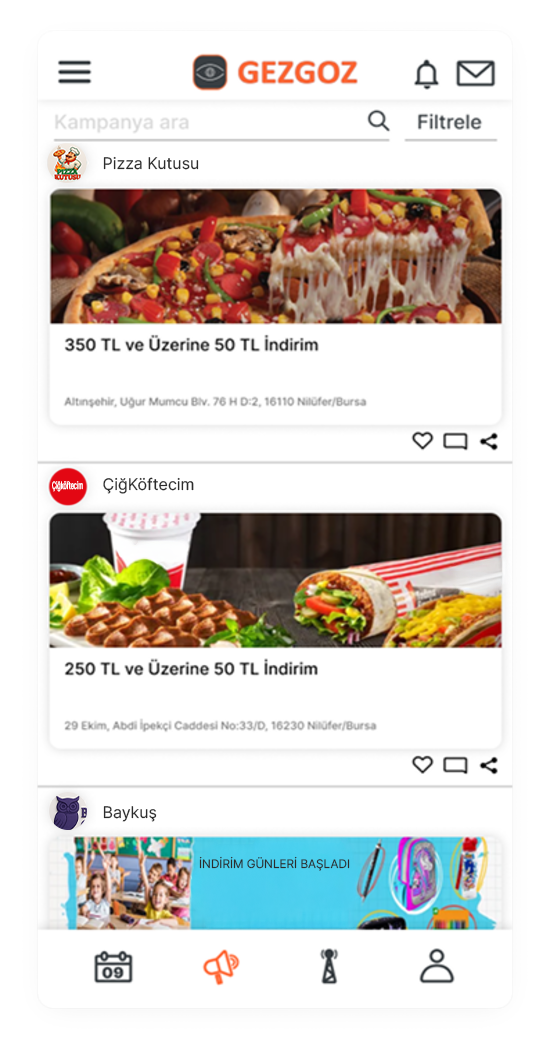 GEZGOZ
Kampanya ara
Filtrele
PIZZA
KUTUSU
Pizza Kutusu
350 TL ve Üzerine 50 TL İndirim
Altınşehir, Uğur Mumcu Blv. 76 H D:2, 16110 Nilüfer/Bursa
Çiğköftecim
ÇiğKöftecim
250 TL ve Üzerine 50 TL İndirim
29 Ekim, Abdi İpekçi Caddesi No:33/D, 16230 Nilüfer/Bursa
B
Baykuş
İNDİRİM GÜNLERİ BAŞLADI
09